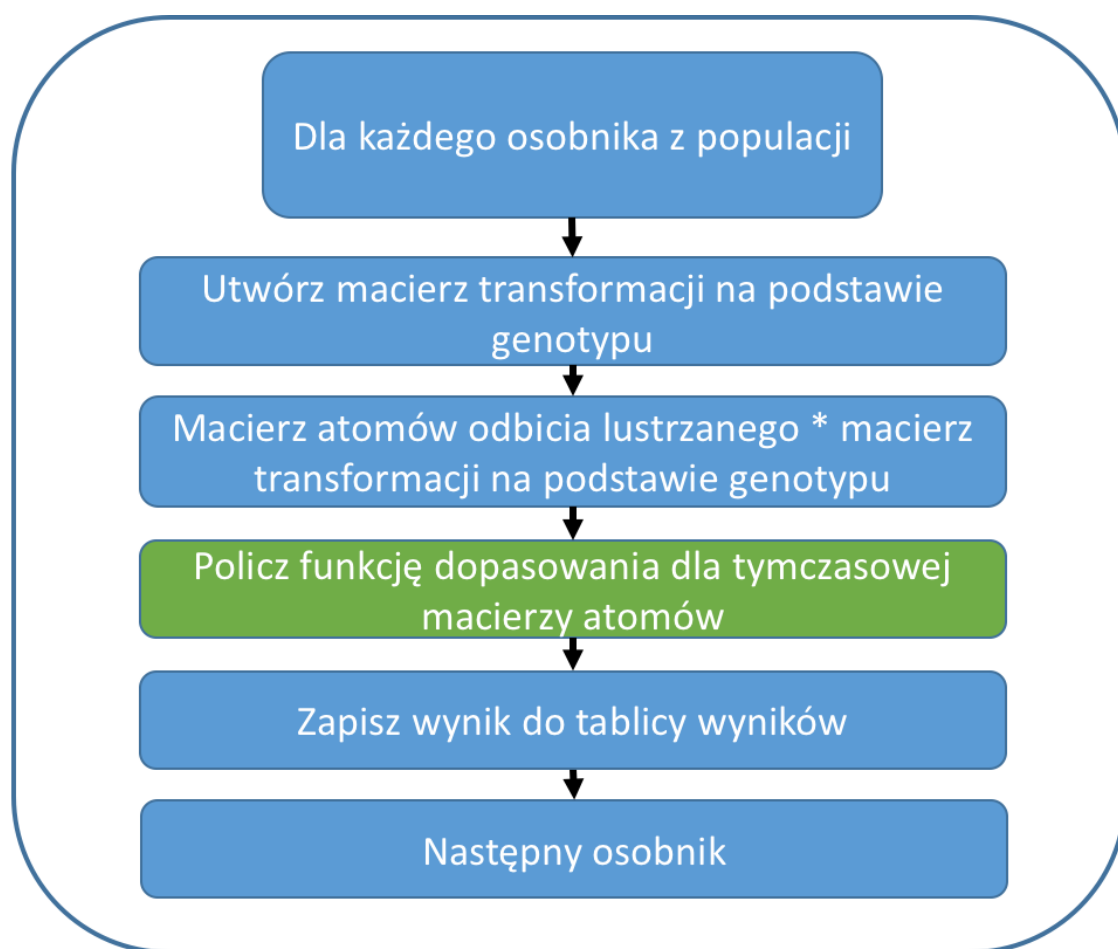 Dla każdego osobnika z populacji
Utwórz macierz transformacji na podstawie
genotypu
Macierz atomów odbicia lustrzanego * macierz
transformacji na podstawie genotypu
Policz funkcję dopasowania dla tymczasowej
macierzy atomów
Zapisz wynik do tablicy wyników
Następny osobnik